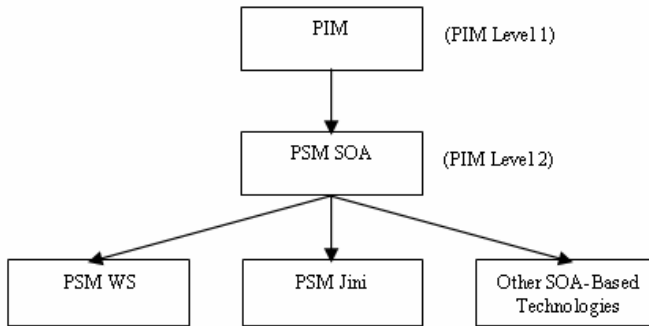 PIM
(PIM Level 1)
PSM SOA
(PIM Level 2)
PSM WS
PSM Jini
Other SOA-Based
Technologies